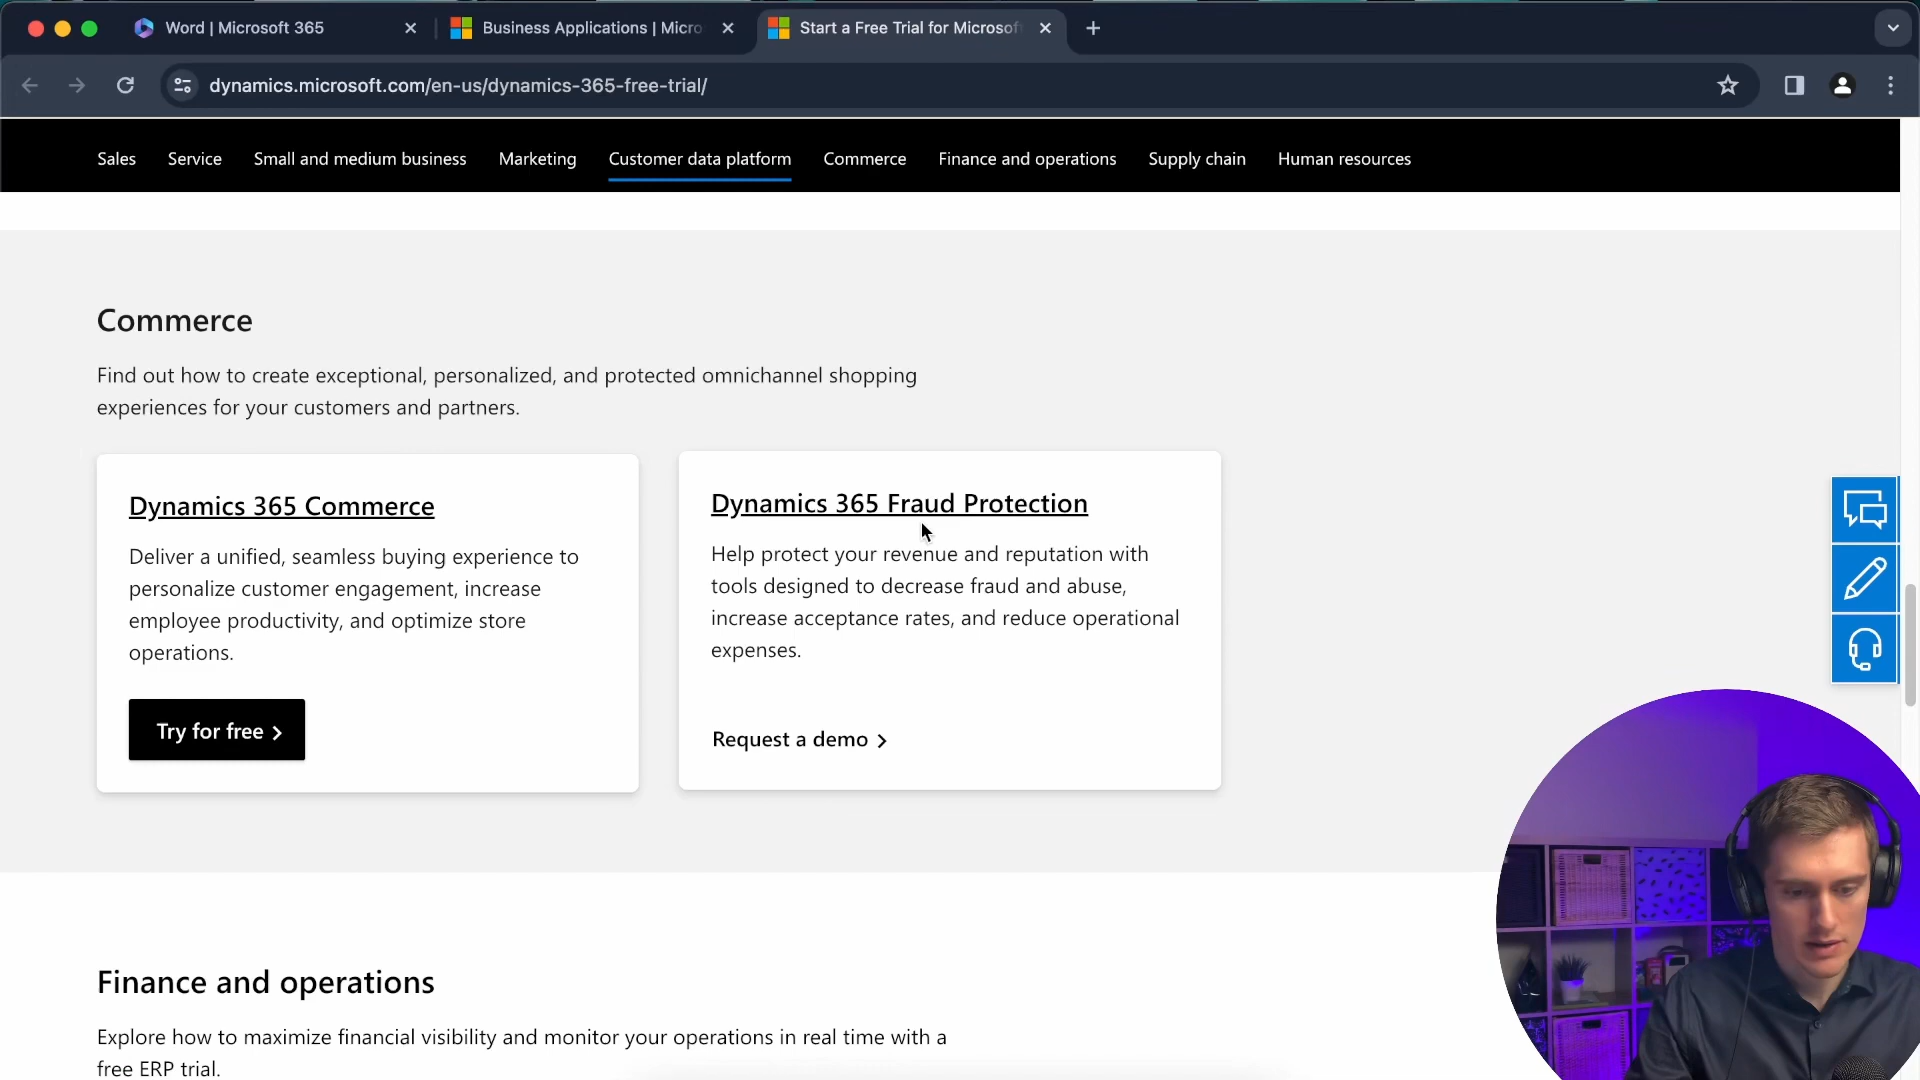 Word | Microsoft 365
Business Applications | Micro
Start a Free Trial for Microsof
dynamics.microsoft.com/en-us/dynamics-365-free-trial/
Sales Service Small and medium business Marketing Customer data platform Commerce Finance and operations Supply chain Human resources
Commerce
Find out how to create exceptional, personalized, and protected omnichannel shopping
experiences for your customers and partners.
Dynamics 365 Commerce
Deliver a unified, seamless buying experience to
personalize customer engagement, increase
employee productivity, and optimize store
operations.
Try for free
Dynamics 365 Fraud Protection
Help protect your revenue and reputation with
tools designed to decrease fraud and abuse,
increase acceptance rates, and reduce operational
expenses.
Request a demo
Finance and operations
Explore how to maximize financial visibility and monitor your operations in real time with a
free ERP trial.